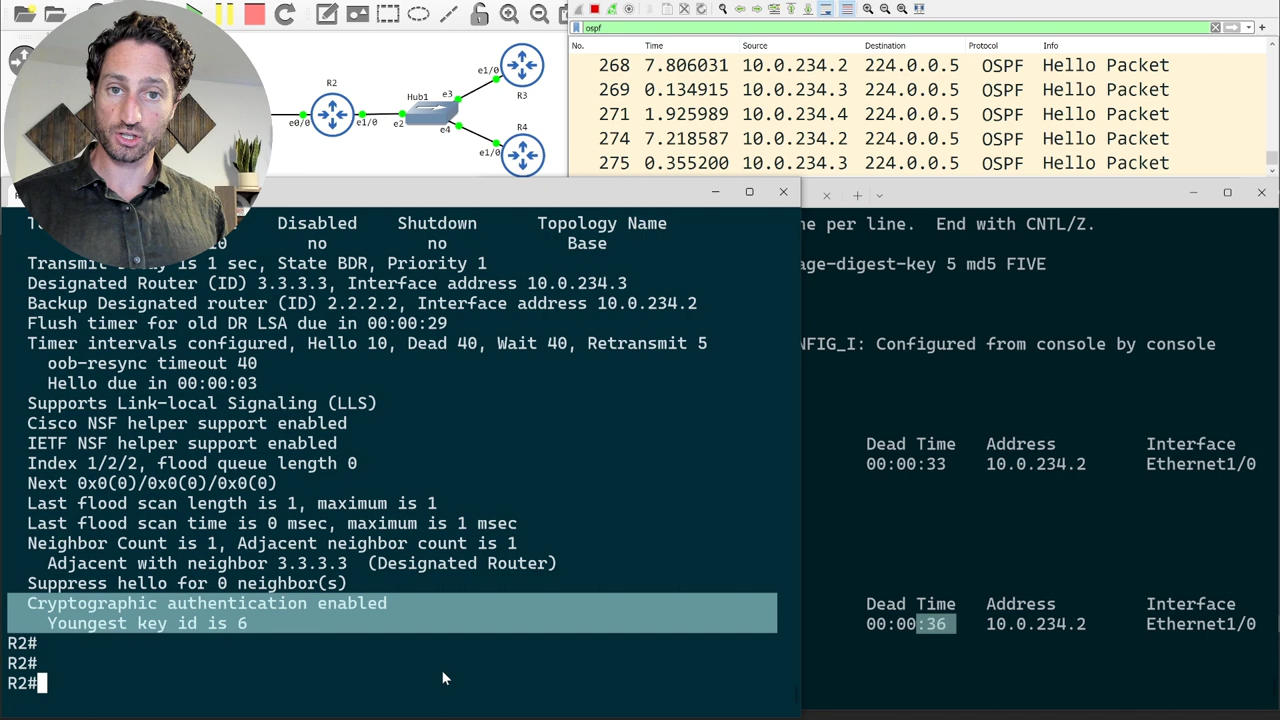 R2
e0/0
e1/0
e2
Hub1
e3
e4
e1/0
R3
R4
e1/0
ospf
No. Time Source Destination Protocol Info
268 7.806031 10.0.234.2 224.0.0.5 OSPF Hello Packet
269 0.134915 10.0.234.3 224.0.0.5 OSPF Hello Packet
271 1.925989 10.0.234.4 224.0.0.5 OSPF Hello Packet
274 7.218587 10.0.234.2 224.0.0.5 OSPF Hello Packet
275 0.355200 10.0.234.3 224.0.0.5 OSPF Hello Packet
Disabled Shutdown Topology Name
no no Base
Transmit Delay is 1 sec, State BDR, Priority 1
Designated Router (ID) 3.3.3.3, Interface address 10.0.234.3
Backup Designated router (ID) 2.2.2.2, Interface address 10.0.234.2
Flush timer for old DR LSA due in 00:00:29
Timer intervals configured, Hello 10, Dead 40, Wait 40, Retransmit 5
oob-resync timeout 40
Hello due in 00:00:03
Supports Link-local Signaling (LLS)
Cisco NSF helper support enabled
IETF NSF helper support enabled
Index 1/2/2, flood queue length 0
Next 0x0(0)/0x0(0)/0x0(0)
Last flood scan length is 1, maximum is 1
Last flood scan time is 0 msec, maximum is 1 msec
Neighbor Count is 1, Adjacent neighbor count is 1
Adjacent with neighbor 3.3.3.3 (Designated Router)
Suppress hello for 0 neighbor(s)
Cryptographic authentication enabled
Youngest key id is 6
R2#
R2#
R2#
ne per line. End with CNTL/Z.
age-digest-key 5 md5 FIVE
NFIG_I: Configured from console by console
Dead Time Address Interface
00:00:33 10.0.234.2 Ethernet1/0
Dead Time Address Interface
00:00:36 10.0.234.2 Ethernet1/0